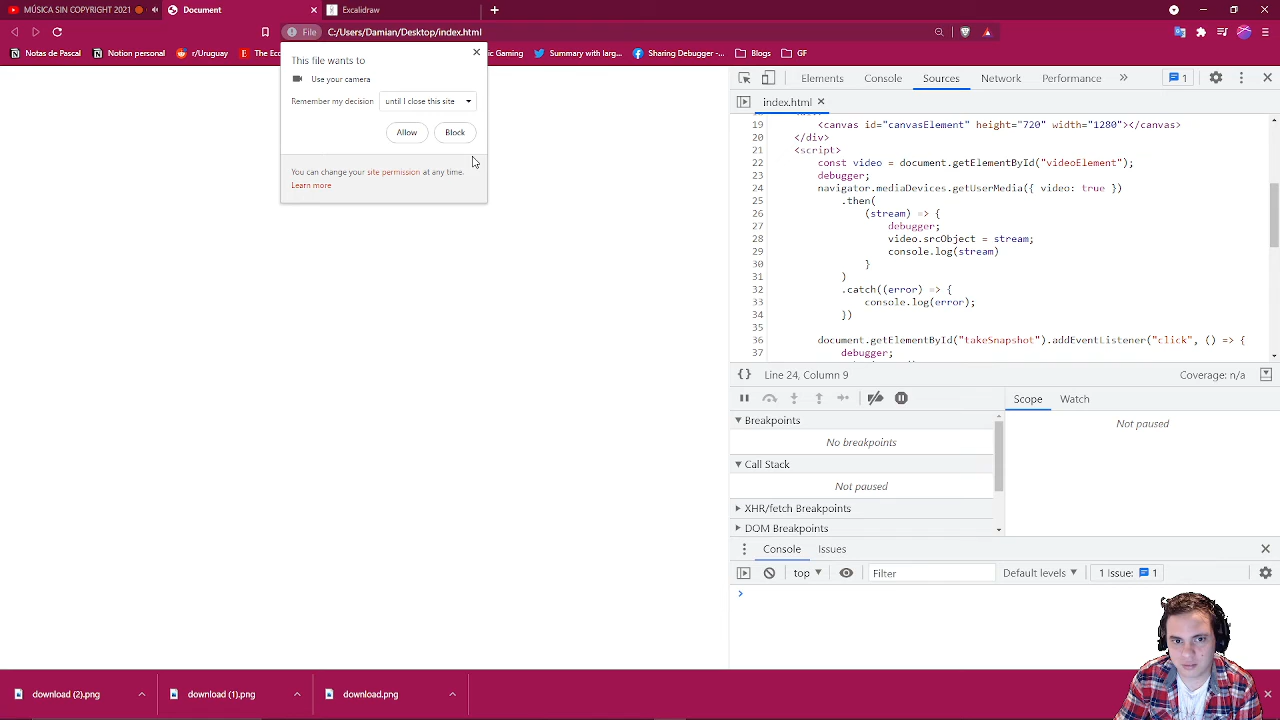 MÚSICA SIN COPYRIGHT 2021
Document
Excalidraw
File
C:/Users/Damian/Desktop/index.html
Notas de Pascal
Notion personal
r/Uruguay
The Eco
ic Gaming
Summary with larg...
Sharing Debugger -...
Blogs
GF
This file wants to
Use your camera
Remember my decision
until I close this site
Allow
Block
You can change your site permission at any time.
Learn more
Elements
Console
Sources
Network
Performance
1
index.html
19 <canvas id="canvasElement" height="720" width="1280"></canvas>
20 </div>
21 <script>
22 const video = document.getElementById("videoElement");
23 debugger;
24 navigator.mediaDevices.getUserMedia({ video: true })
25 .then(
26 (stream) => {
27 debugger;
28 video.srcObject = stream;
29 console.log(stream)
30 }
31 )
32 .catch((error) => {
33 console.log(error);
34 })
35
36 document.getElementById("takeSnapshot").addEventListener("click", () => {
37 debugger;
{ } Line 24, Column 9
Coverage: n/a
Scope
Watch
Breakpoints
No breakpoints
Not paused
Call Stack
Not paused
XHR/fetch Breakpoints
DOM Breakpoints
Console
Issues
top
Filter
Default levels
1 Issue: 1
download (2).png
download (1).png
download.png